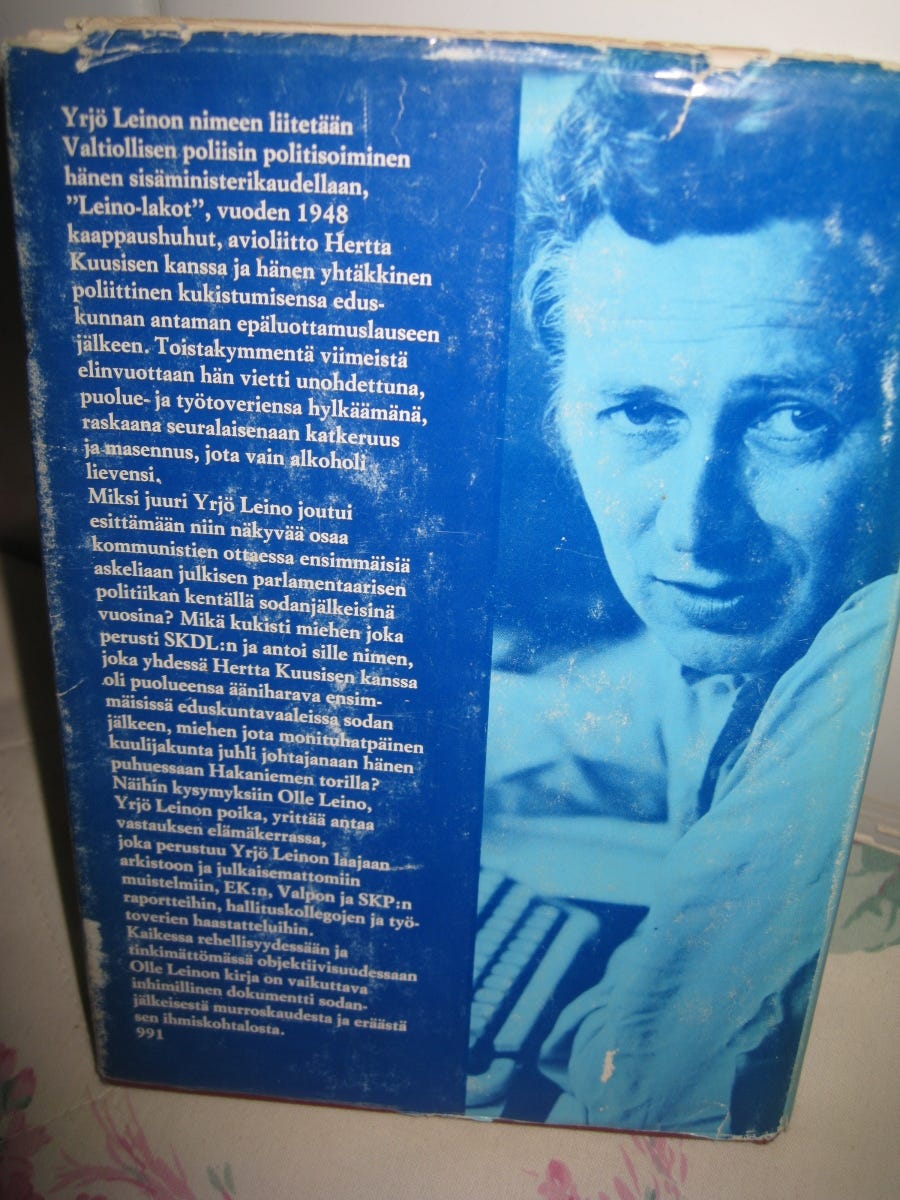 Yrjö Leinon nimeen liitetään
Valtiollisen poliisin politisoiminen
hänen sisäministerikaudellaan,
”Leino-lakot”, vuoden 1948
kaappaushuhut, avioliitto Hertta
Kuusisen kanssa ja hänen yhtäkkinen
poliittinen kukistumisensa edus-
kunnan antaman epäluottamuslauseen
jälkeen. Toistakymmentä viimeistä
elinvuottaan hän vietti unohdettuna,
puolue- ja työtoveriensa hylkäämänä,
raskaana seuralaisenaan katkeruus
ja masennus, jota vain alkoholi
lievensi.
Miksi juuri Yrjö Leino joutui
esittämään niin näkyvää osaa
kommunistien ottaessa ensimmäisiä
askeliaan julkisen parlamentaarisen
politiikan kentällä sodanjälkeisinä
vuosina? Mikä kukisti miehen joka
perusti SKDL:n ja antoi sille nimen,
joka yhdessä Hertta Kuusisen kanssa
oli puolueensa ääniharava ensim-
mäisissä eduskuntavaaleissa sodan
jälkeen, miehen jota monituhatpäinen
kuulijakunta juhli johtajanaan hänen
puhuessaan Hakaniemen torilla?
Näihin kysymyksiin Olle Leino,
Yrjö Leinon poika, yrittää antaa
vastauksen elämäkerrassa,
joka perustuu Yrjö Leinon laajaan
arkistoon ja julkaisemattomiin
muistelmiin, EK:n, Valpon ja SKP:n
raportteihin, hallituskollegojen ja työ-
toverien haastatteluihin.
Kaikessa rehellisyydessään ja
tinkimättömässä objektiivisuudessaan
Olle Leinon kirja on vaikuttava
inhimillinen dokumentti sodan-
jälkeisestä murroskaudesta ja eräästä
sen ihmiskohtalosta.
991